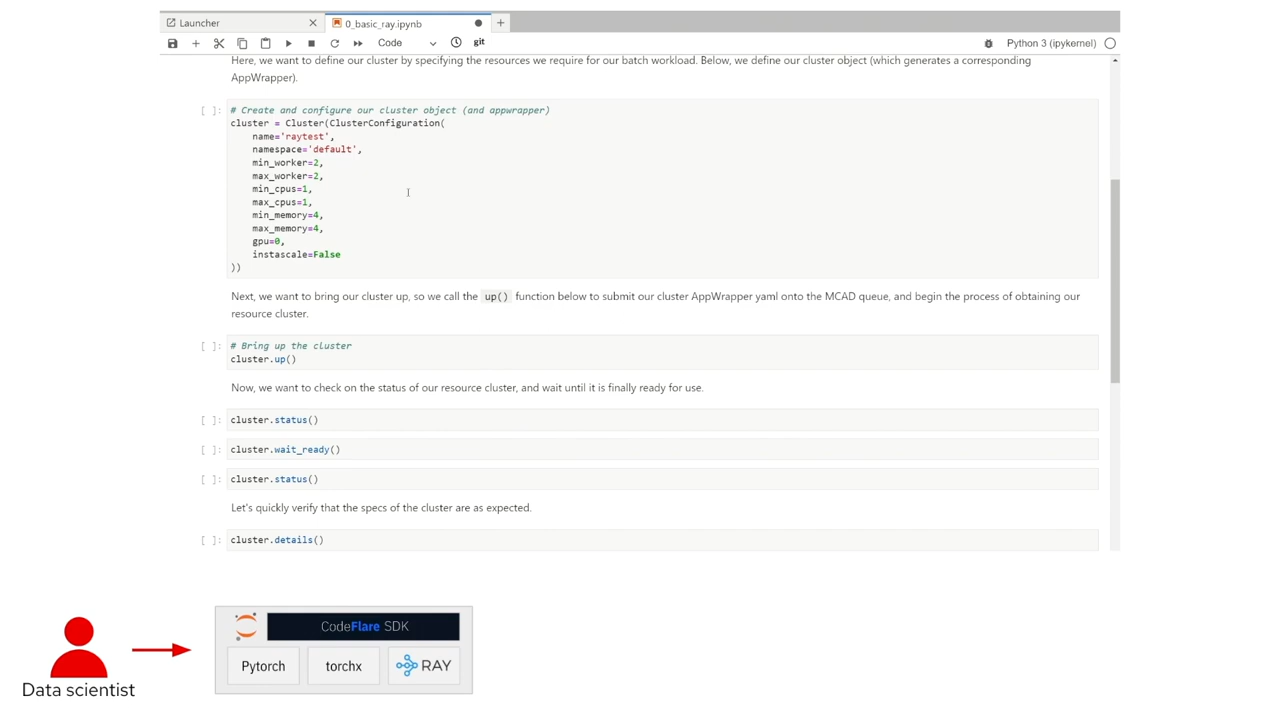 Launcher
0_basic_ray.ipynb
Code
git
Python 3 (ipykernel)
Here, we want to define our cluster by specifying the resources we require for our batch workload. Below, we define our cluster object (which generates a corresponding
AppWrapper).
[ ]:
# Create and configure our cluster object (and appwrapper)
cluster = Cluster(ClusterConfiguration(
name='raytest',
namespace='default',
min_worker=2,
max_worker=2,
min_cpus=1,
max_cpus=1,
min_memory=4,
max_memory=4,
gpu=0,
instascale=False
))
Next, we want to bring our cluster up, so we call the up() function below to submit our cluster AppWrapper yaml onto the MCAD queue, and begin the process of obtaining our
resource cluster.
[ ]:
# Bring up the cluster
cluster.up()
Now, we want to check on the status of our resource cluster, and wait until it is finally ready for use.
[ ]: cluster.status()
[ ]: cluster.wait_ready()
[ ]: cluster.status()
Let's quickly verify that the specs of the cluster are as expected.
[ ]: cluster.details()
CodeFlare SDK
Pytorch
torchx
RAY
Data scientist